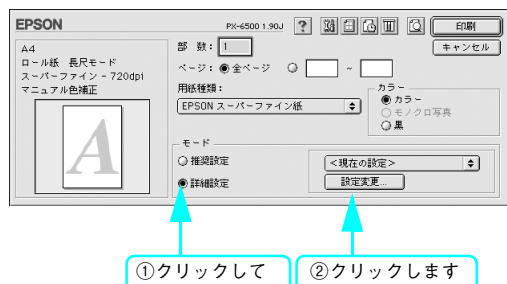 EPSON
PX-6500 1.90J
?
印刷
キャンセル
A4
ロール紙 長尺モード
スーパーファイン - 720dpi
マニュアル色補正
A
部 数: 1
ページ: 全ページ ~
用紙種類:
EPSON スーパーファイン紙
カラー
カラー
モノクロ写真
黒
モード
推奨設定
詳細設定
<現在の設定>
設定変更...
①クリックして
②クリックします